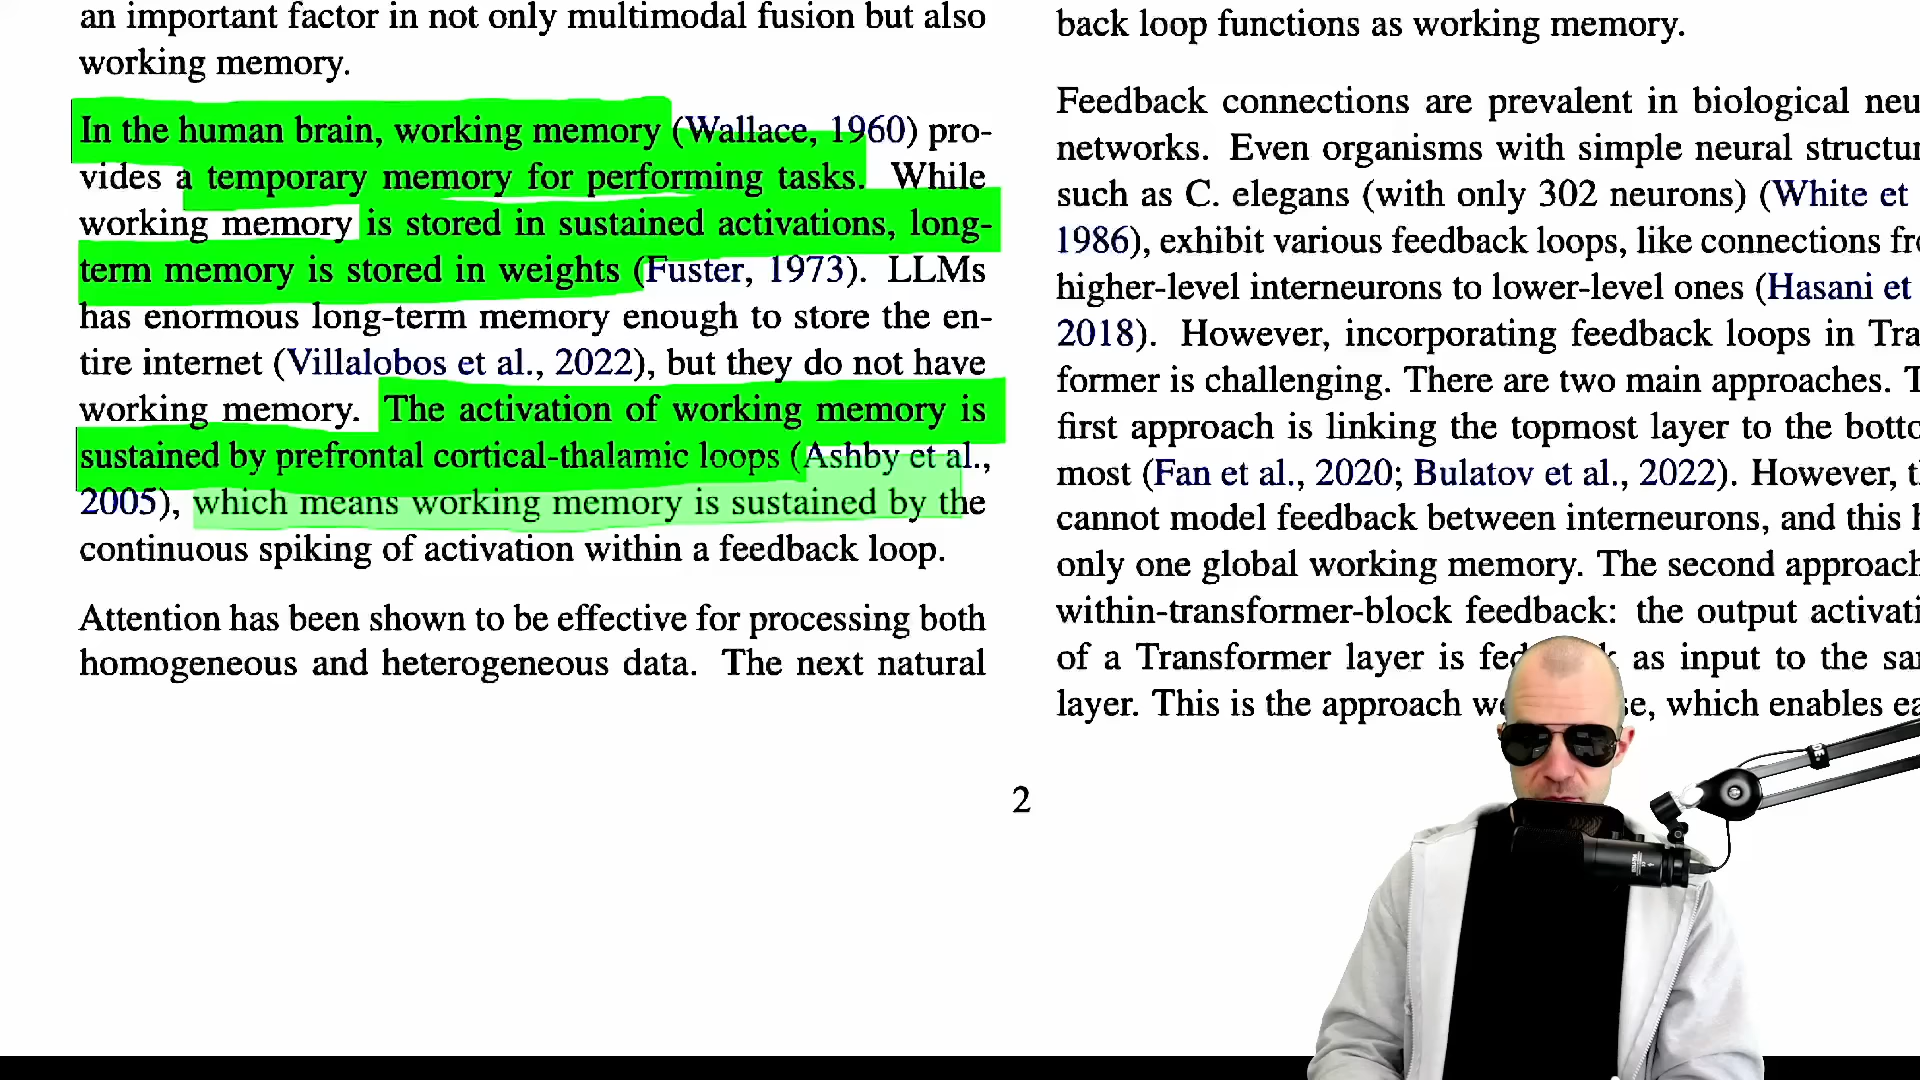 an important factor in not only multimodal fusion but also
working memory.
In the human brain, working memory (Wallace, 1960) pro-
vides a temporary memory for performing tasks. While
working memory is stored in sustained activations, long-
term memory is stored in weights (Fuster, 1973). LLMs
has enormous long-term memory enough to store the en-
tire internet (Villalobos et al., 2022), but they do not have
working memory. The activation of working memory is
sustained by prefrontal cortical-thalamic loops (Ashby et al.,
2005), which means working memory is sustained by the
continuous spiking of activation within a feedback loop.
Attention has been shown to be effective for processing both
homogeneous and heterogeneous data. The next natural
back loop functions as working memory.
Feedback connections are prevalent in biological neu
networks. Even organisms with simple neural structur
such as C. elegans (with only 302 neurons) (White et
1986), exhibit various feedback loops, like connections fro
higher-level interneurons to lower-level ones (Hasani et
2018). However, incorporating feedback loops in Tra
former is challenging. There are two main approaches. T
first approach is linking the topmost layer to the botto
most (Fan et al., 2020; Bulatov et al., 2022). However, t
cannot model feedback between interneurons, and this h
only one global working memory. The second approach
within-transformer-block feedback: the output activati
of a Transformer layer is fed as input to the sa
layer. This is the approach we which enables ea
2